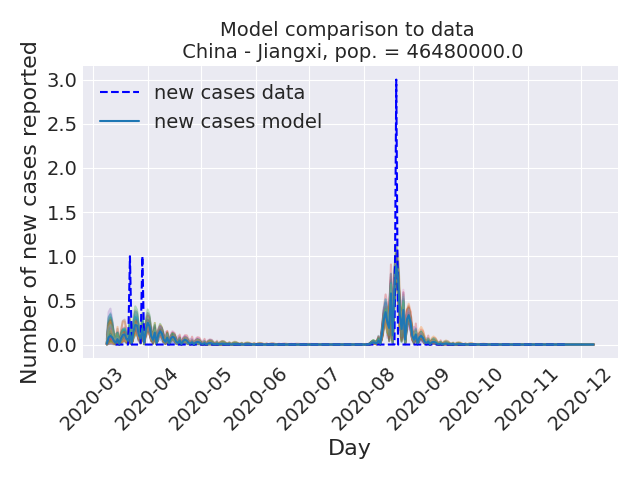 Model comparison to data
China - Jiangxi, pop. = 46480000.0
Number of new cases reported
3.0
2.5
2.0
1.5
1.0
0.5
0.0
new cases data
new cases model
2020-03
2020-04
2020-05
2020-06
2020-07
2020-08
2020-09
2020-10
2020-11
2020-12
Day